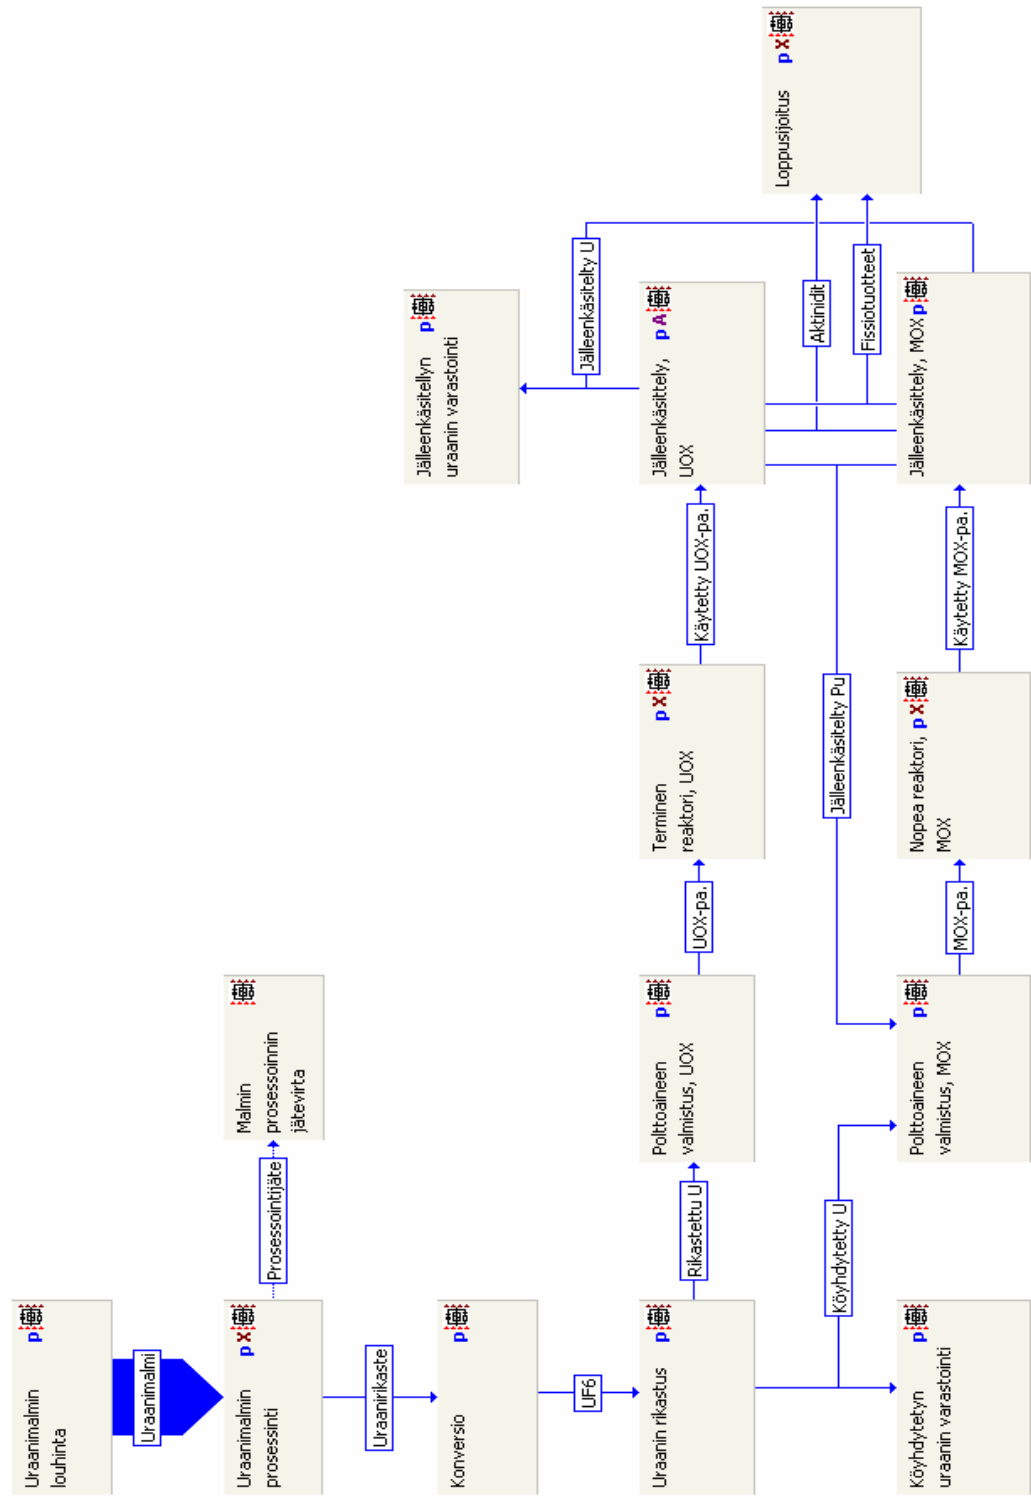 Uraanimalmin
louhinta
p
Uraanimalmi
Uraanimalmin
prosessinti
p X
Prosessointijäte
Malmin
prosessoinnin
jätevirta
Uraanirikaste
Konversio
p
UF6
Uraanin rikastus
p
Rikastettu U
Polttoaineen
valmistus, UOX
p
UOX-pa.
Terminen
reaktori, UOX
p X
Käytetty UOX-pa.
Jälleenkäsittely,
UOX
p A
Jälleenkäsitelty U
Jälleenkäsitellyn
uraanin varastointi
p
Köyhdytetty U
Köyhdytetyn
uraanin varastointi
Polttoaineen
valmistus, MOX
p
MOX-pa.
Nopea reaktori,
MOX
p X
Käytetty MOX-pa.
Jälleenkäsittely, MOX
p
Jälleenkäsitelty Pu
Aktinidit
Fissiotuotteet
Loppusijoitus
p X